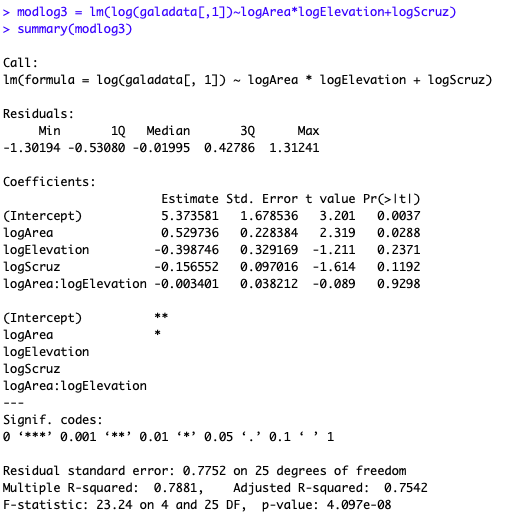 > modlog3 = lm(log(galadata[,1])~logArea*logElevation+logScruz)
> summary(modlog3)

Call:
lm(formula = log(galadata[, 1]) ~ logArea * logElevation + logScruz)

Residuals:
     Min       1Q   Median       3Q      Max
-1.30194 -0.53080 -0.01995  0.42786  1.31241

Coefficients:
                      Estimate Std. Error t value Pr(>|t|)
(Intercept)           5.373581   1.678536   3.201   0.0037
logArea               0.529736   0.228384   2.319   0.0288
logElevation         -0.398746   0.329169  -1.211   0.2371
logScruz             -0.156552   0.097016  -1.614   0.1192
logArea:logElevation -0.003401   0.038212  -0.089   0.9298

(Intercept)          **
logArea              *
logElevation
logScruz
logArea:logElevation
---
Signif. codes:
0 ‘***’ 0.001 ‘**’ 0.01 ‘*’ 0.05 ‘.’ 0.1 ‘ ’ 1

Residual standard error: 0.7752 on 25 degrees of freedom
Multiple R-squared:  0.7881,    Adjusted R-squared:  0.7542
F-statistic: 23.24 on 4 and 25 DF,  p-value: 4.097e-08